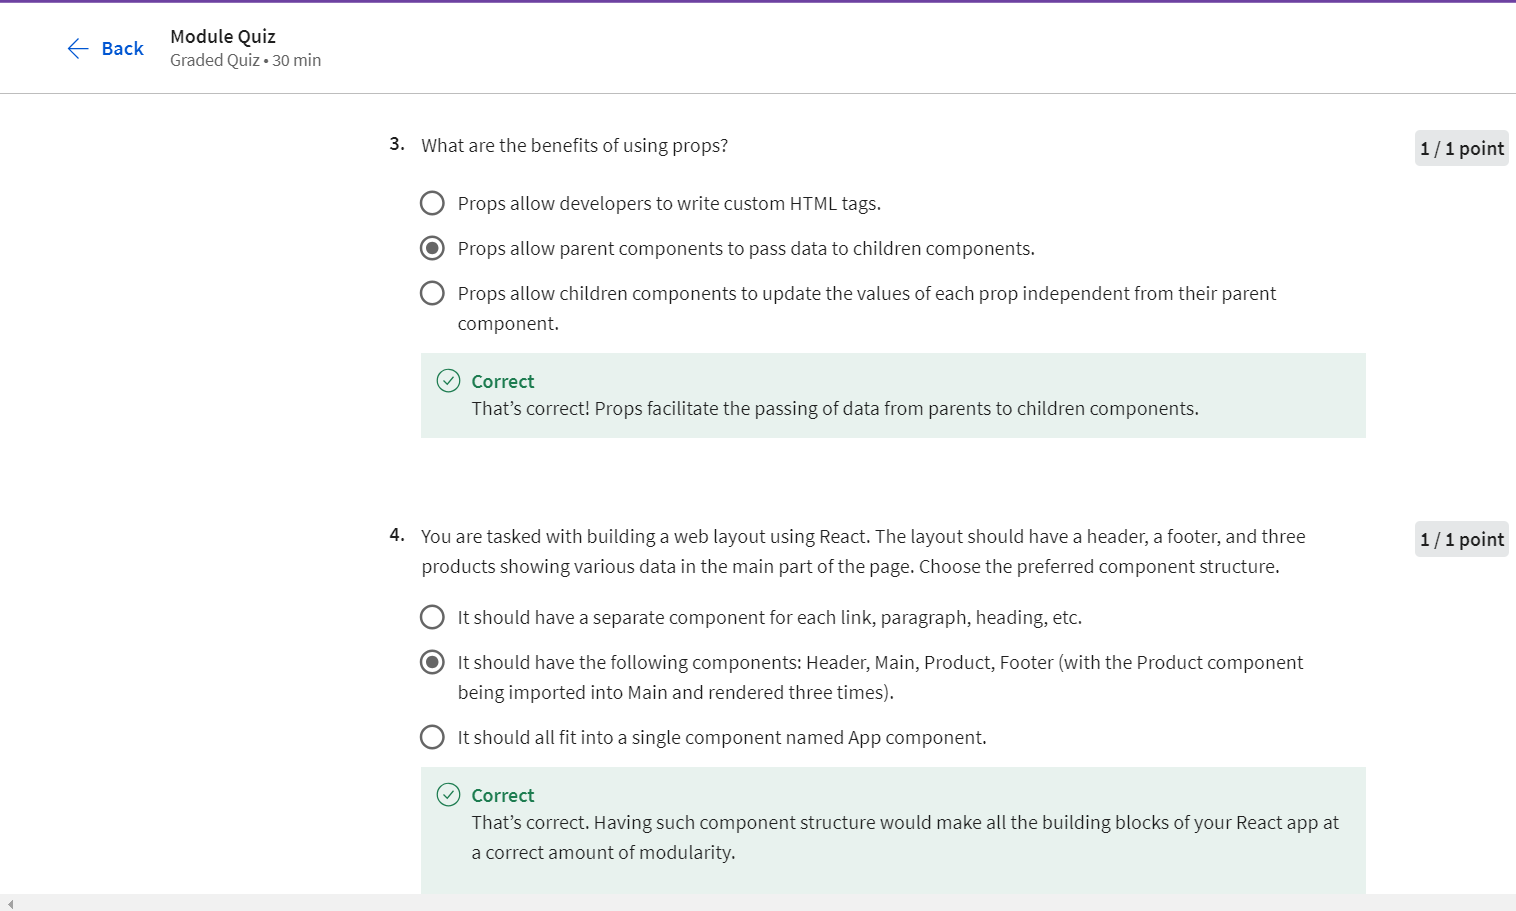 Back
Module Quiz
Graded Quiz • 30 min
3. What are the benefits of using props?
1 / 1 point
Props allow developers to write custom HTML tags.
Props allow parent components to pass data to children components.
Props allow children components to update the values of each prop independent from their parent
component.
Correct
That’s correct! Props facilitate the passing of data from parents to children components.
4. You are tasked with building a web layout using React. The layout should have a header, a footer, and three
1 / 1 point
products showing various data in the main part of the page. Choose the preferred component structure.
It should have a separate component for each link, paragraph, heading, etc.
It should have the following components: Header, Main, Product, Footer (with the Product component
being imported into Main and rendered three times).
It should all fit into a single component named App component.
Correct
That’s correct. Having such component structure would make all the building blocks of your React app at
a correct amount of modularity.